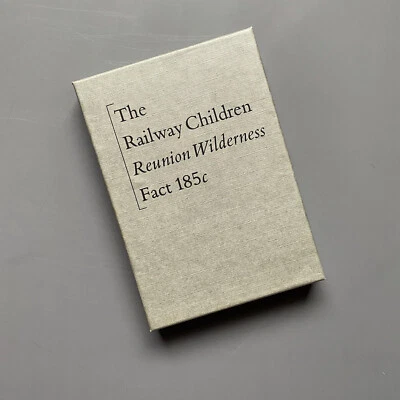 The
Railway Children
Reunion Wilderness
Fact 185c